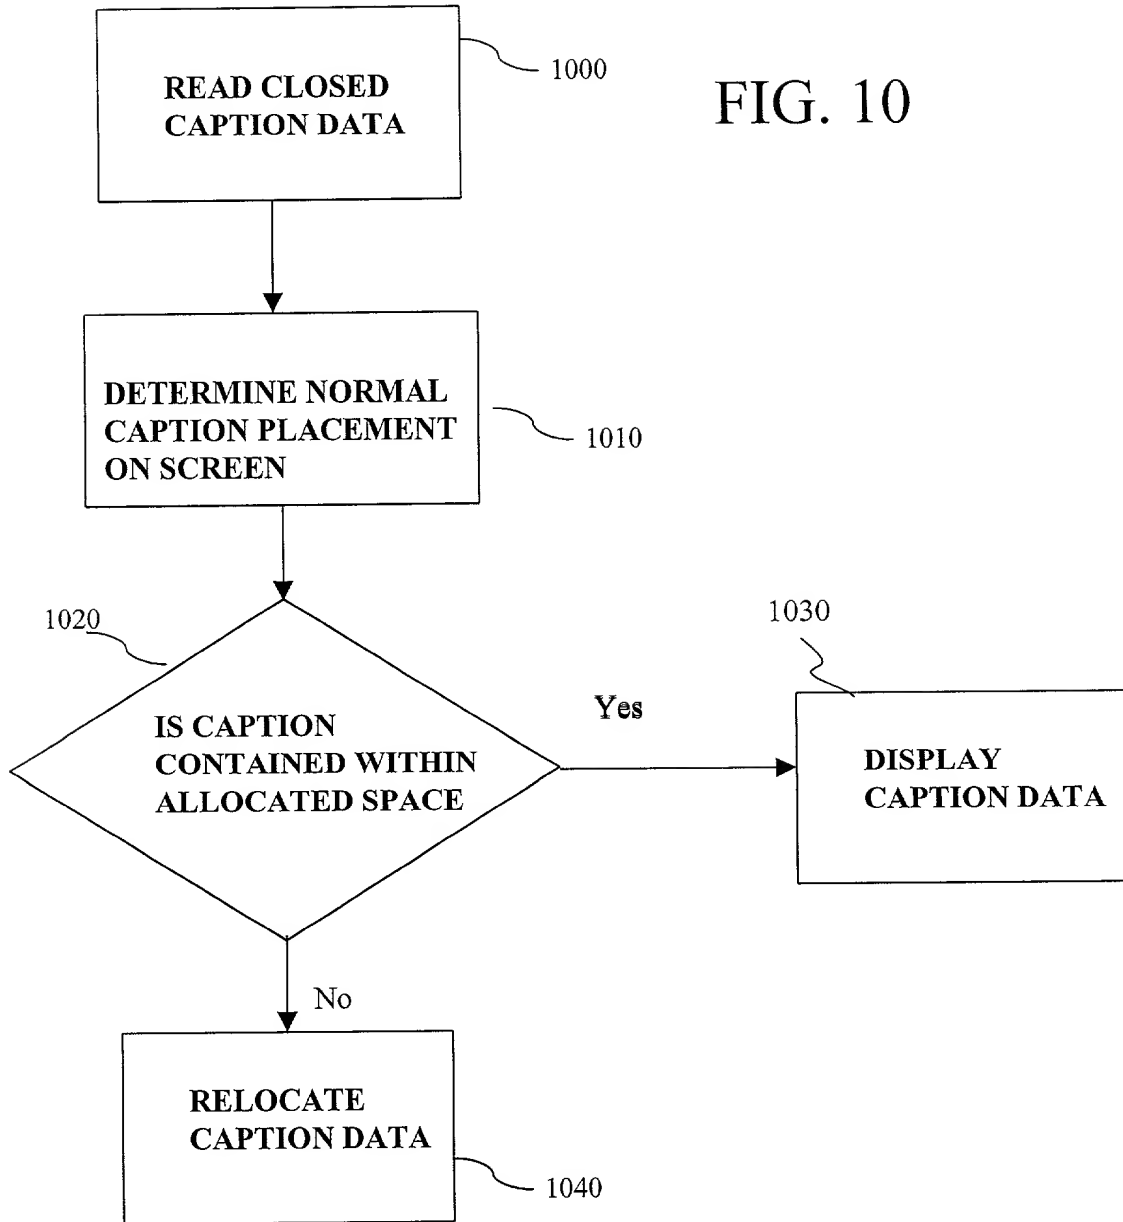 READ CLOSED
CAPTION DATA
1000
FIG. 10
DETERMINE NORMAL
CAPTION PLACEMENT
ON SCREEN
1010
1020
IS CAPTION
CONTAINED WITHIN
ALLOCATED SPACE
Yes
1030
DISPLAY
CAPTION DATA
No
RELOCATE
CAPTION DATA
1040